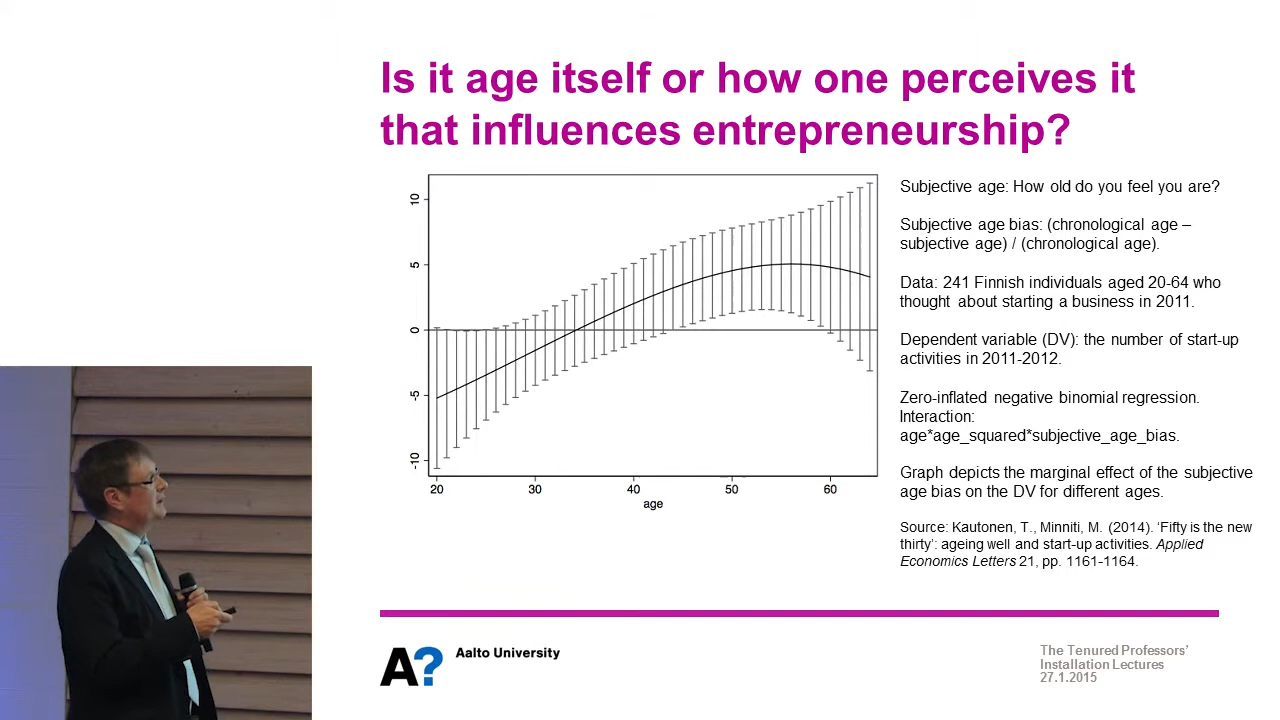 Is it age itself or how one perceives it
that influences entrepreneurship?
10
5
0
-5
-10
20
30
40
50
60
age
Subjective age: How old do you feel you are?
Subjective age bias: (chronological age –
subjective age) / (chronological age).
Data: 241 Finnish individuals aged 20-64 who
thought about starting a business in 2011.
Dependent variable (DV): the number of start-up
activities in 2011-2012.
Zero-inflated negative binomial regression.
Interaction:
age*age_squared*subjective_age_bias.
Graph depicts the marginal effect of the subjective
age bias on the DV for different ages.
Source: Kautonen, T., Minniti, M. (2014). ‘Fifty is the new
thirty’: ageing well and start-up activities. Applied
Economics Letters 21, pp. 1161-1164.
A?
Aalto University
The Tenured Professors’
Installation Lectures
27.1.2015